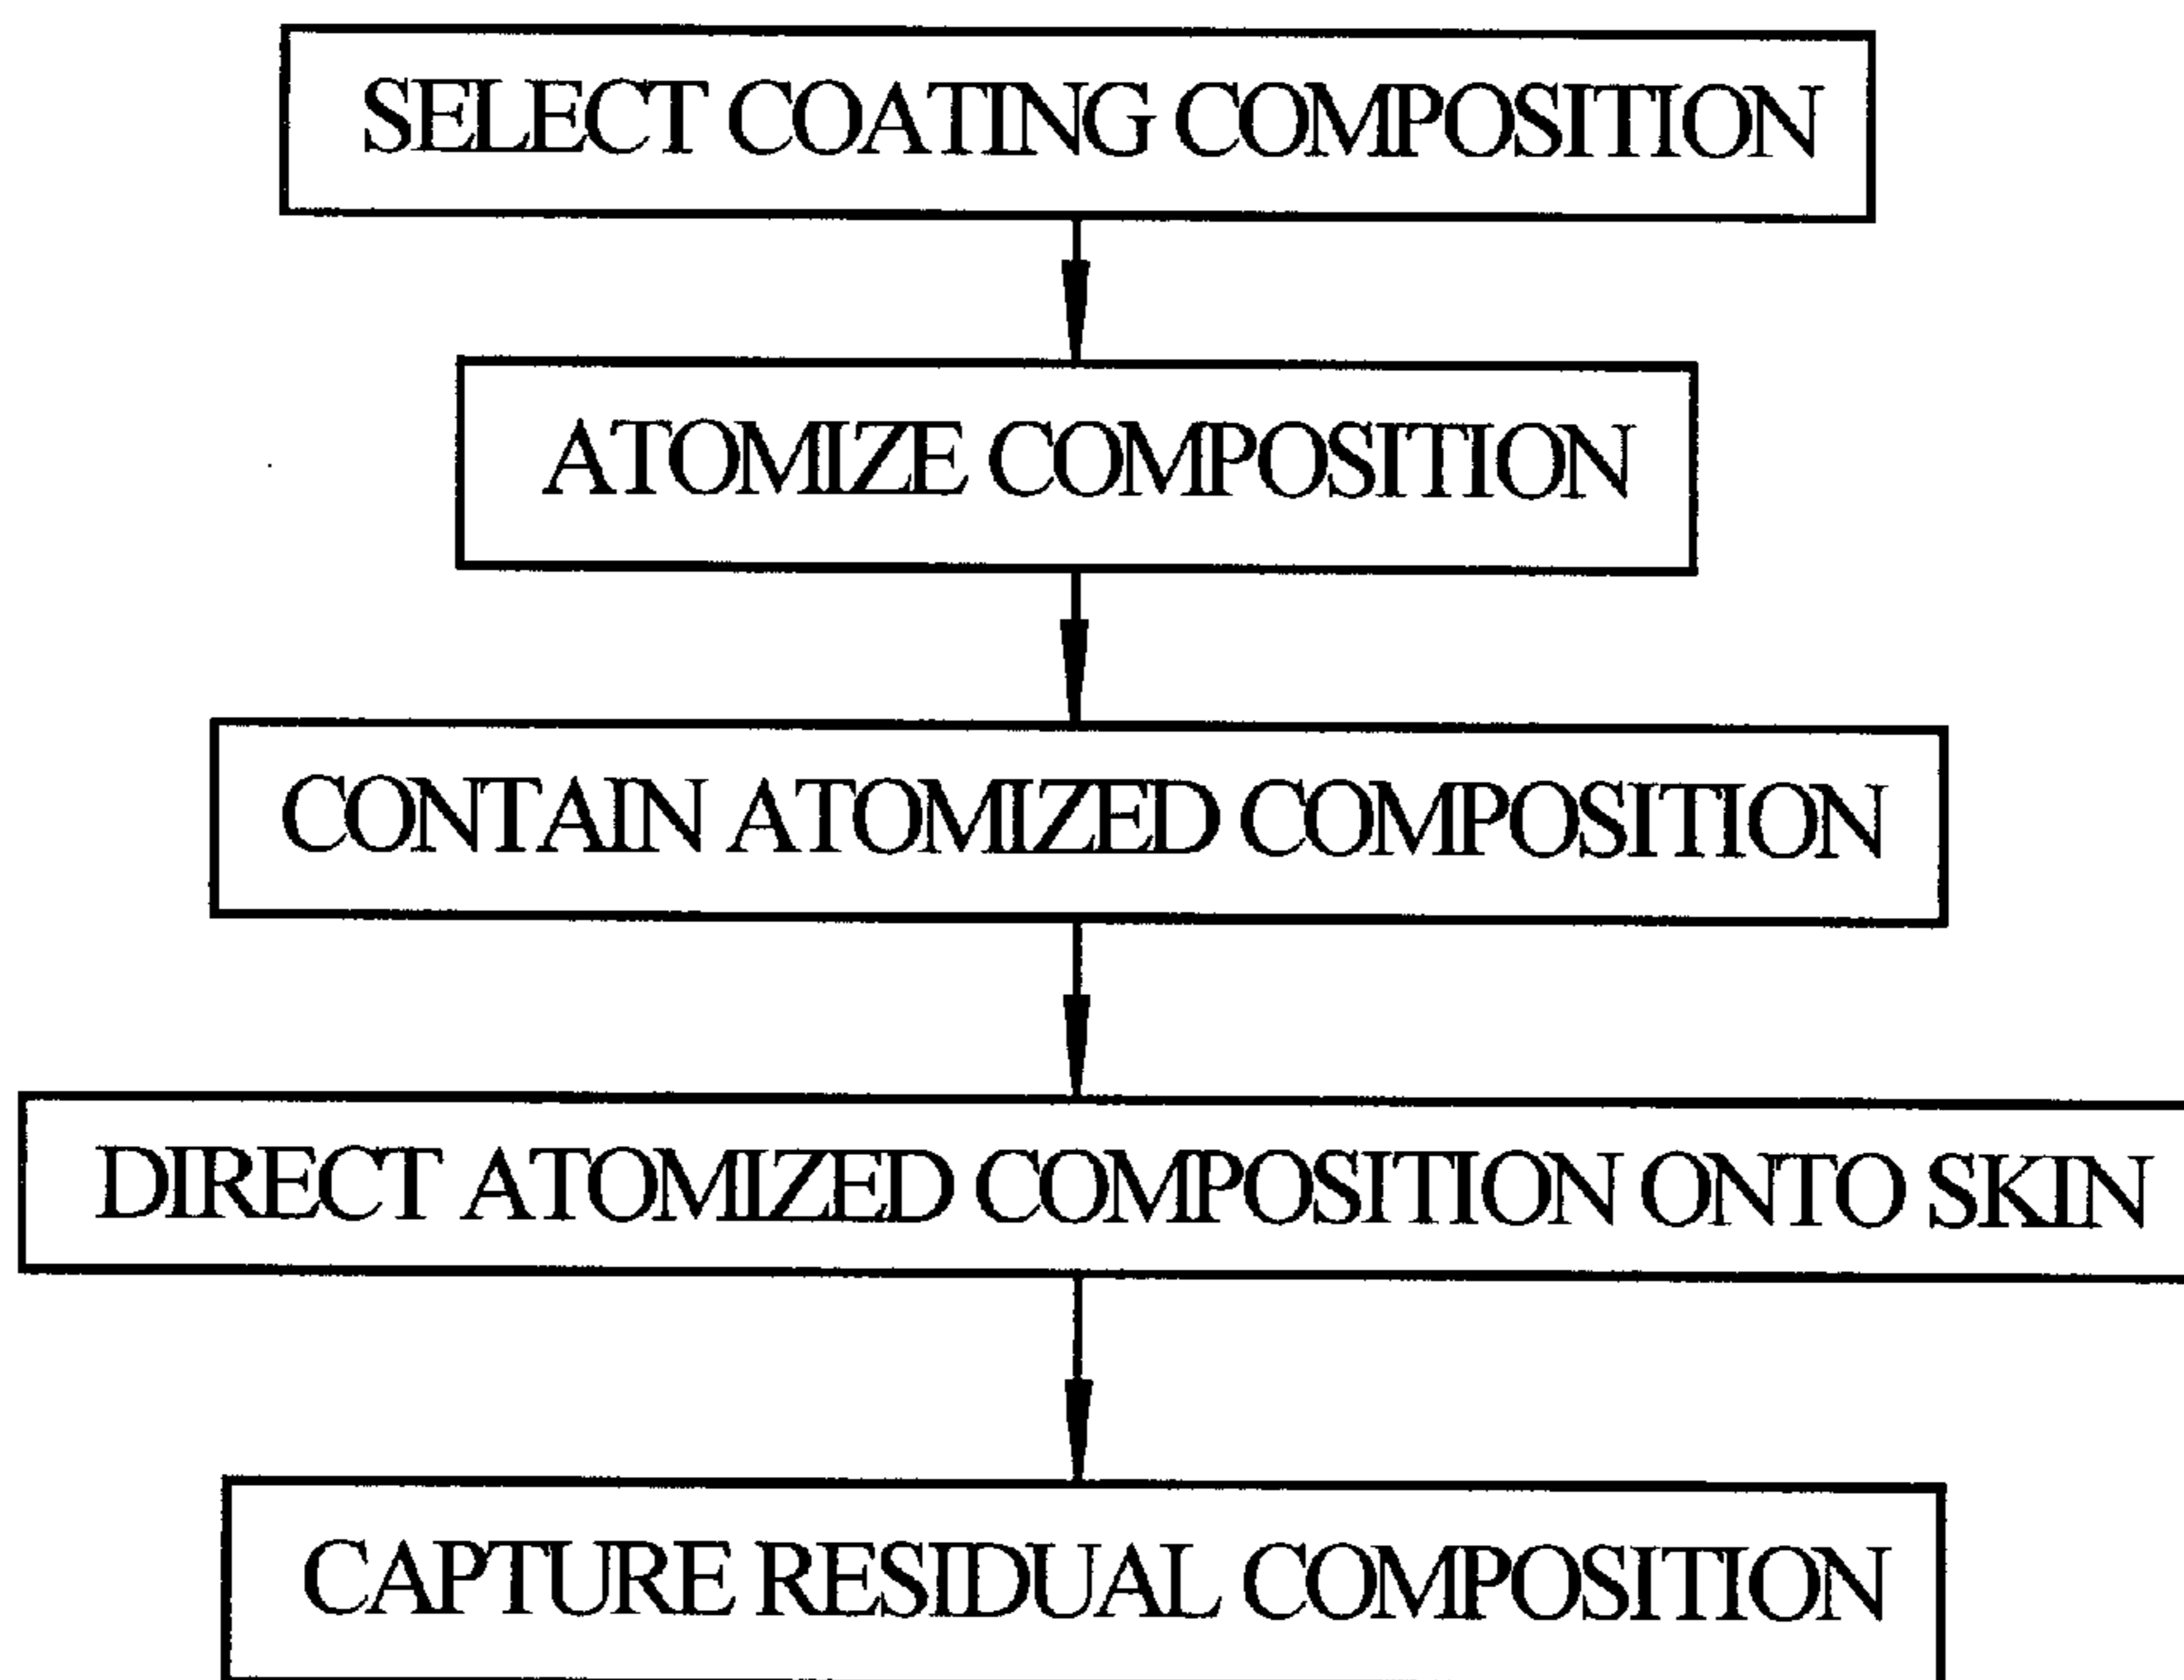 SELECT COATING COMPOSITION
ATOMIZE COMPOSITION
CONTAIN ATOMIZED COMPOSITION
DIRECT ATOMIZED COMPOSITION ONTO SKIN
CAPTURE RESIDUAL COMPOSITION